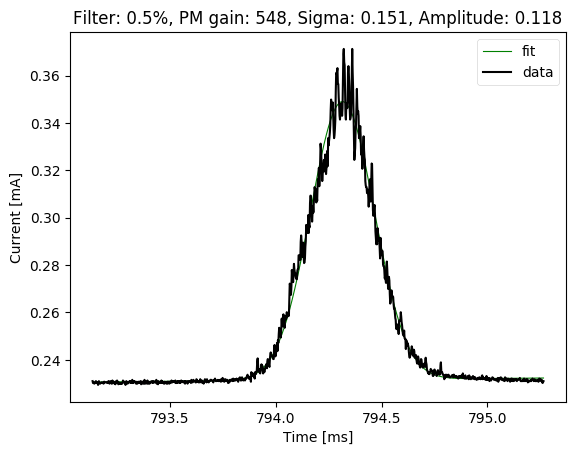 Filter: 0.5%, PM gain: 548, Sigma: 0.151, Amplitude: 0.118
fit
data
0.36
0.34
0.32
0.30
0.28
0.26
0.24
Current [mA]
793.5
794.0
794.5
795.0
Time [ms]